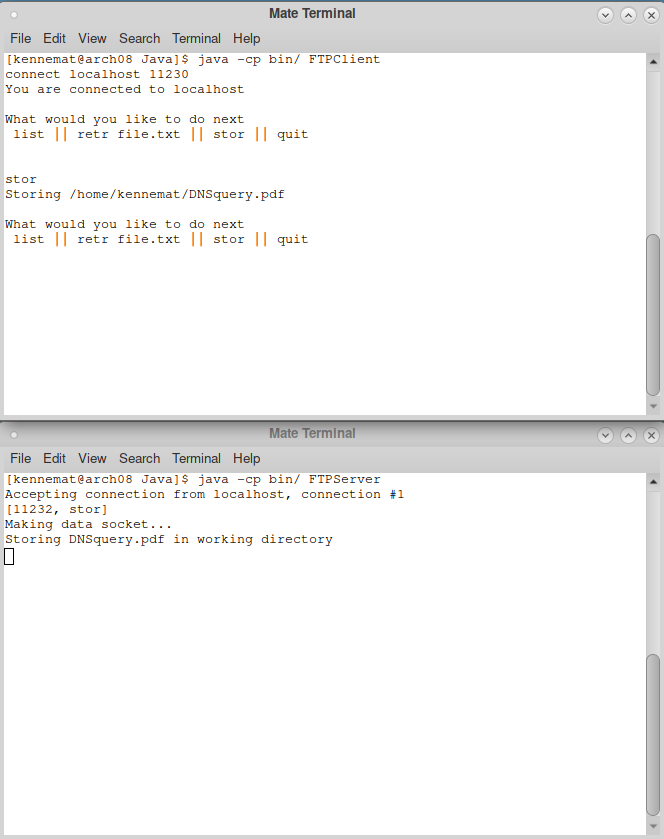 Mate Terminal
File Edit View Search Terminal Help
[kennemat@arch08 Java]$ java -cp bin/ FTPClient
connect localhost 11230
You are connected to localhost
What would you like to do next
list || retr file.txt || stor || quit
stor
Storing /home/kennemat/DNSquery.pdf
What would you like to do next
list || retr file.txt || stor || quit
Mate Terminal
File Edit View Search Terminal Help
[kennemat@arch08 Java]$ java -cp bin/ FTPServer
Accepting connection from localhost, connection #1
[11232, stor]
Making data socket...
Storing DNSquery.pdf in working directory